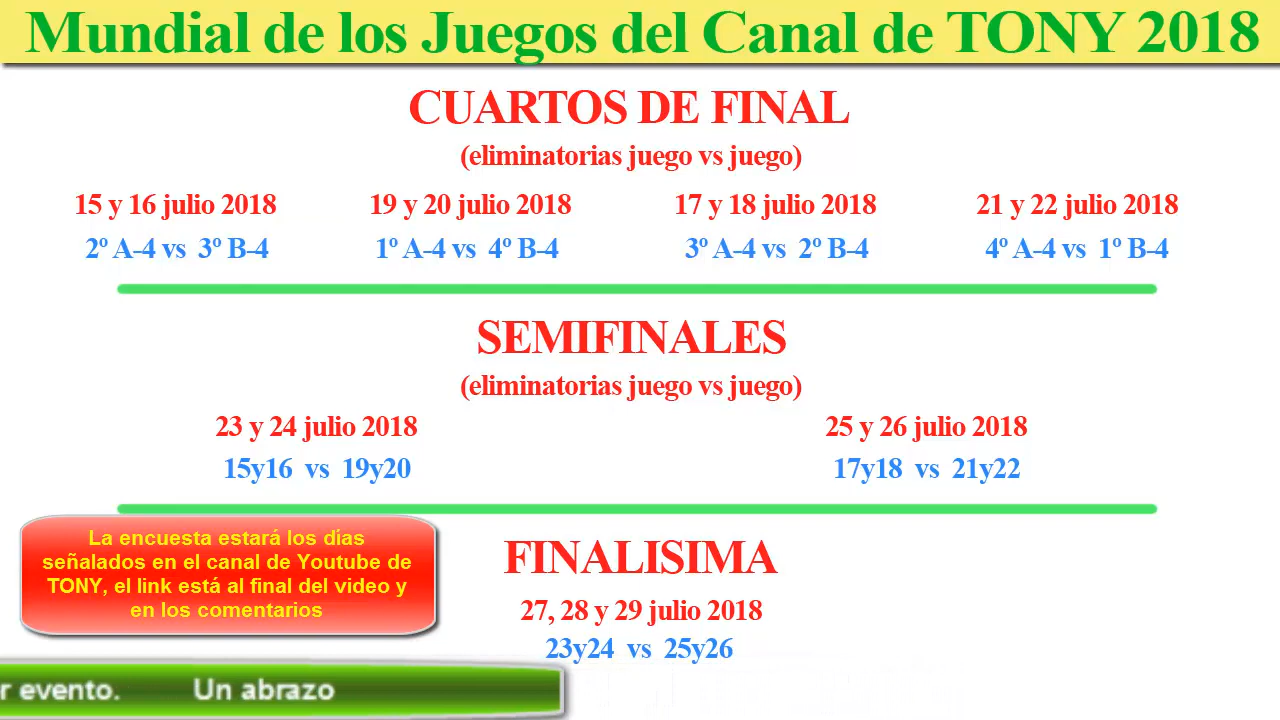 Mundial de los Juegos del Canal de TONY 2018
CUARTOS DE FINAL
(eliminatorias juego vs juego)
15 y 16 julio 2018
19 y 20 julio 2018
17 y 18 julio 2018
21 y 22 julio 2018
2º A-4 vs 3º B-4
1º A-4 vs 4º B-4
3º A-4 vs 2º B-4
4º A-4 vs 1º B-4
SEMIFINALES
(eliminatorias juego vs juego)
23 y 24 julio 2018
25 y 26 julio 2018
15y16 vs 19y20
17y18 vs 21y22
La encuesta estará los días
señalados en el canal de Youtube de
TONY, el link está al final del video y
en los comentarios
FINALISIMA
27, 28 y 29 julio 2018
23y24 vs 25y26
r evento. Un abrazo